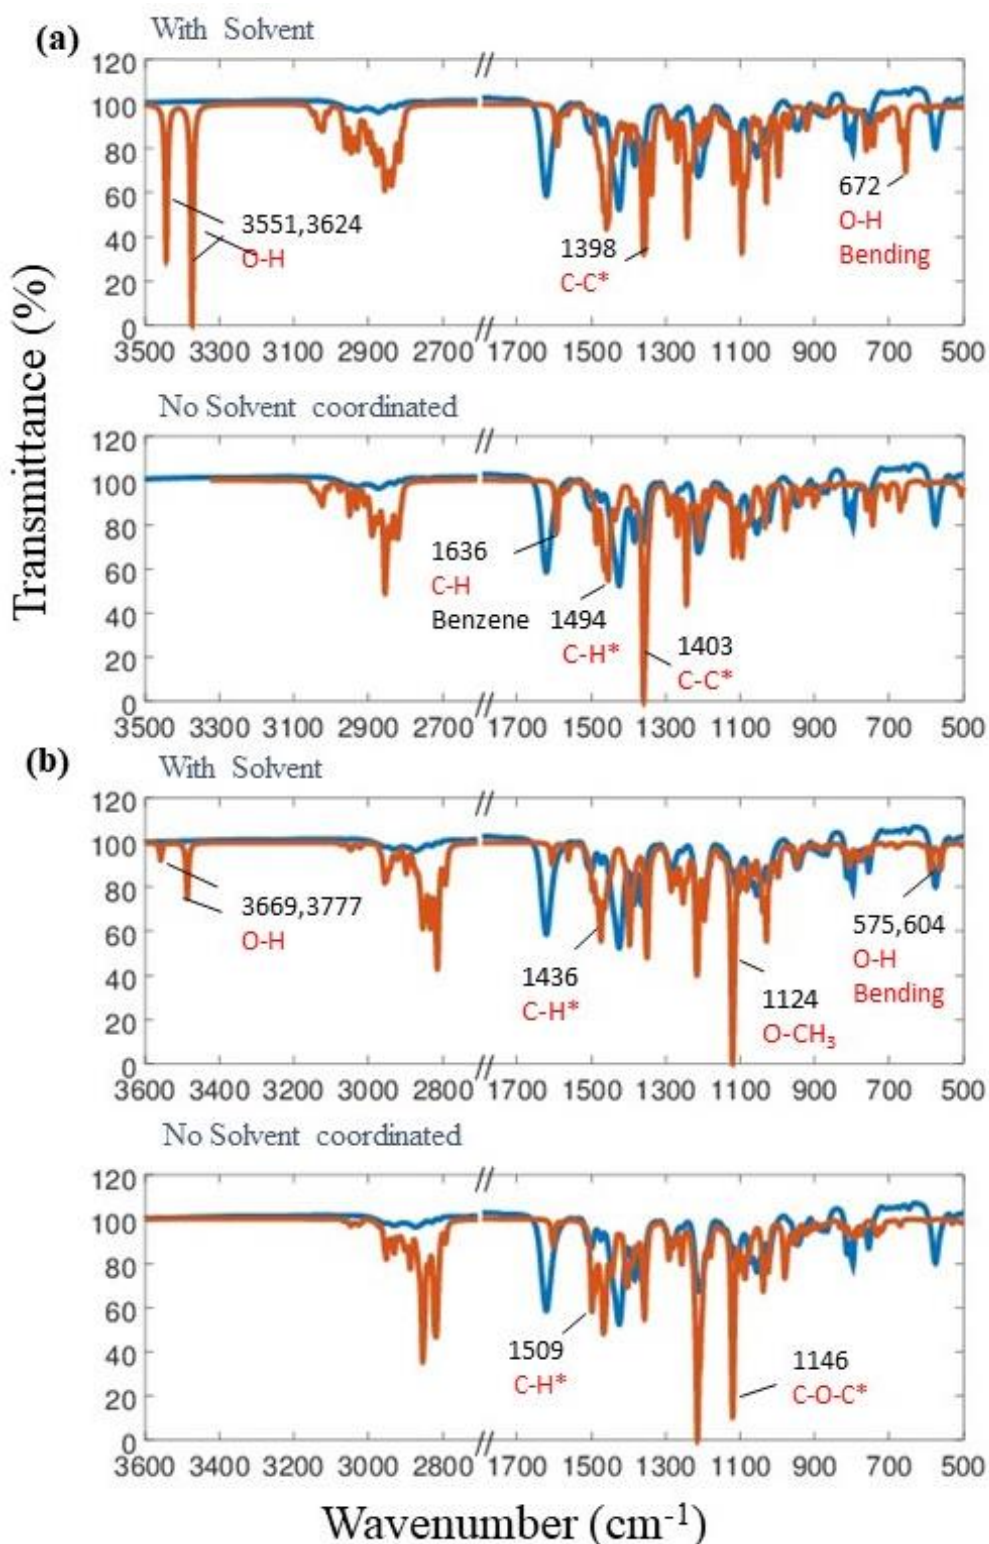 (a) With Solvent
120
100
80
60
40
20
0
3551,3624
O-H
1398
C-C*
672
O-H
Bending
3500 3300 3100 2900 2700 // 1700 1500 1300 1100 900 700 500
No Solvent coordinated
120
100
80
60
40
20
0
1636
C-H
Benzene
1494
C-H*
1403
C-C*
3500 3300 3100 2900 2700 // 1700 1500 1300 1100 900 700 500
(b) With Solvent
120
100
80
60
40
20
0
3669,3777
O-H
1436
C-H*
1124
O-CH₃
575,604
O-H
Bending
3600 3400 3200 3000 2800 // 1700 1500 1300 1100 900 700 500
No Solvent coordinated
120
100
80
60
40
20
0
1509
C-H*
1146
C-O-C*
3600 3400 3200 3000 2800 // 1700 1500 1300 1100 900 700 500
Transmittance (%)
Wavenumber (cm⁻¹)